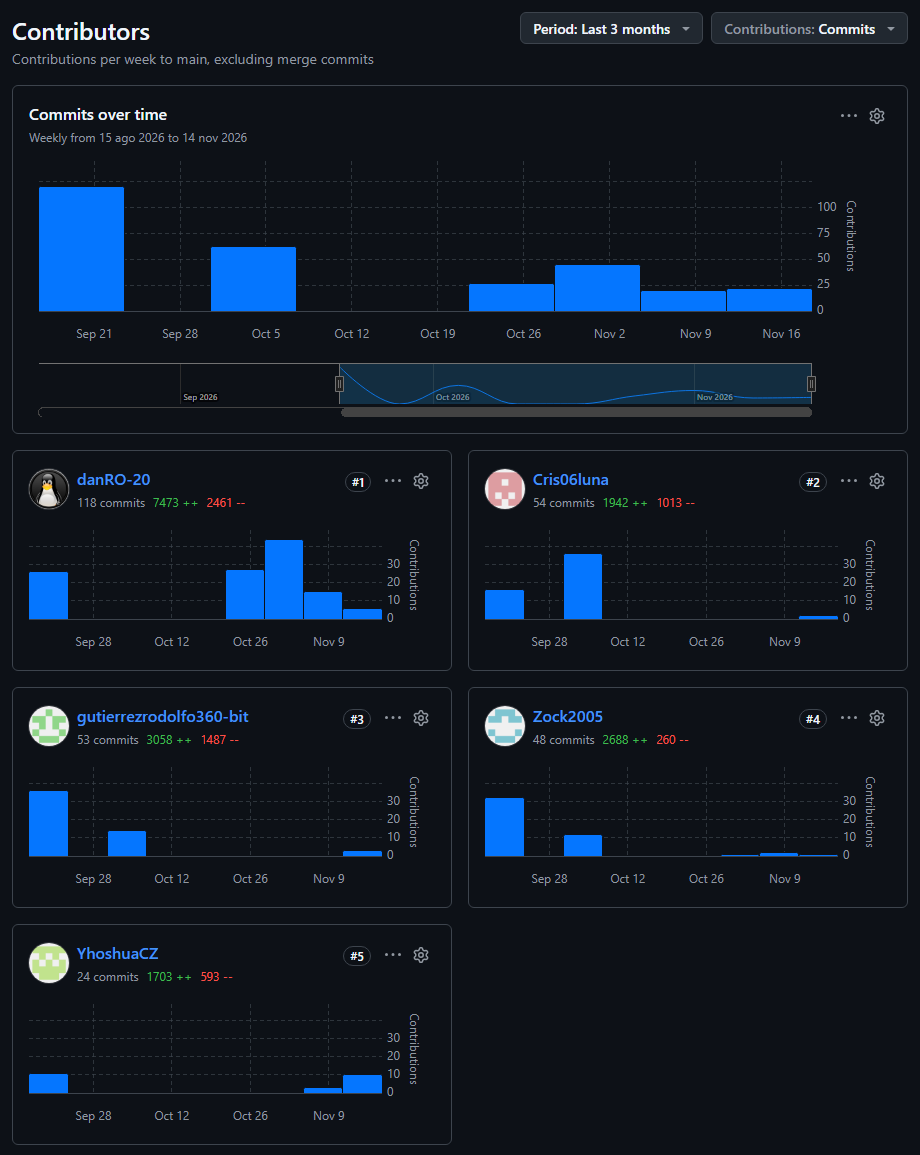 Contributors
Period: Last 3 months
Contributions: Commits
Contributions per week to main, excluding merge commits
Commits over time
Weekly from 15 ago 2026 to 14 nov 2026
100
75
50
25
0
Contributions
Sep 21 Sep 28 Oct 5 Oct 12 Oct 19 Oct 26 Nov 2 Nov 9 Nov 16
Sep 2026 Oct 2026 Nov 2026
danRO-20 #1
118 commits 7473 ++ 2461 --
30
20
10
0
Contributions
Sep 28 Oct 12 Oct 26 Nov 9
Cris06luna #2
54 commits 1942 ++ 1013 --
30
20
10
0
Contributions
Sep 28 Oct 12 Oct 26 Nov 9
gutierrezrodolfo360-bit #3
53 commits 3058 ++ 1487 --
30
20
10
0
Contributions
Sep 28 Oct 12 Oct 26 Nov 9
Zock2005 #4
48 commits 2688 ++ 260 --
30
20
10
0
Contributions
Sep 28 Oct 12 Oct 26 Nov 9
YhoshuaCZ #5
24 commits 1703 ++ 593 --
30
20
10
0
Contributions
Sep 28 Oct 12 Oct 26 Nov 9